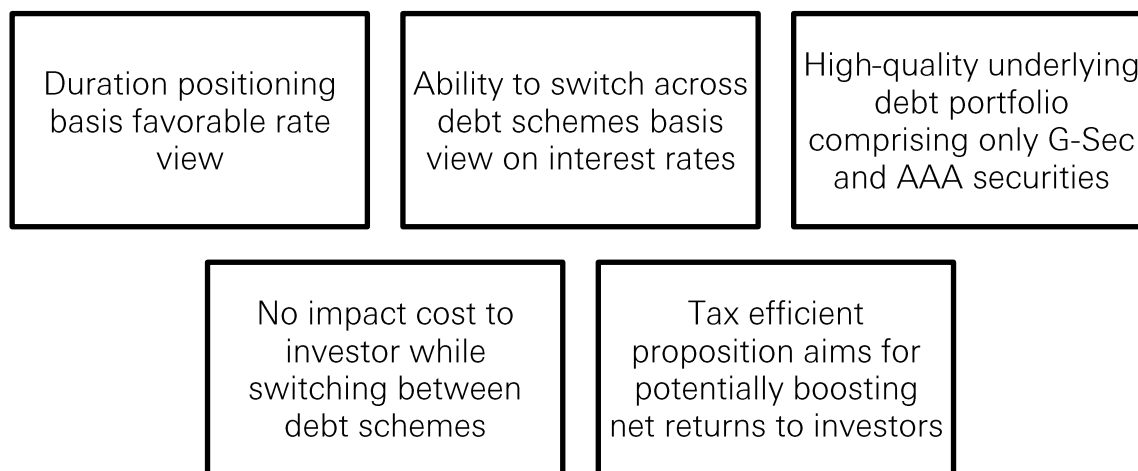 Duration positioning
basis favorable rate
view
Ability to switch across
debt schemes basis
view on interest rates
High-quality underlying
debt portfolio
comprising only G-Sec
and AAA securities
No impact cost to
investor while
switching between
debt schemes
Tax efficient
proposition aims for
potentially boosting
net returns to investors